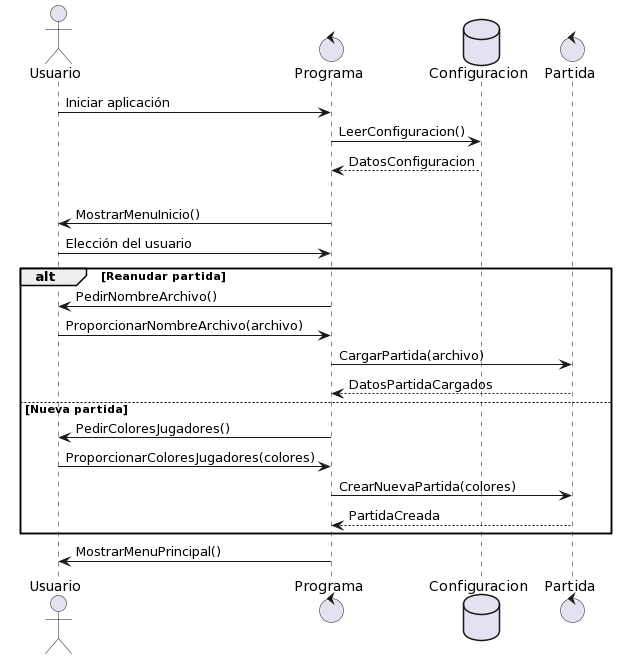 Usuario
Programa
Configuracion
Partida
Iniciar aplicación
LeerConfiguracion()
DatosConfiguracion
MostrarMenuInicio()
Elección del usuario
alt [Reanudar partida]
PedirNombreArchivo()
ProporcionarNombreArchivo(archivo)
CargarPartida(archivo)
DatosPartidaCargados
[Nueva partida]
PedirColoresJugadores()
ProporcionarColoresJugadores(colores)
CrearNuevaPartida(colores)
PartidaCreada
MostrarMenuPrincipal()
Usuario
Programa
Configuracion
Partida